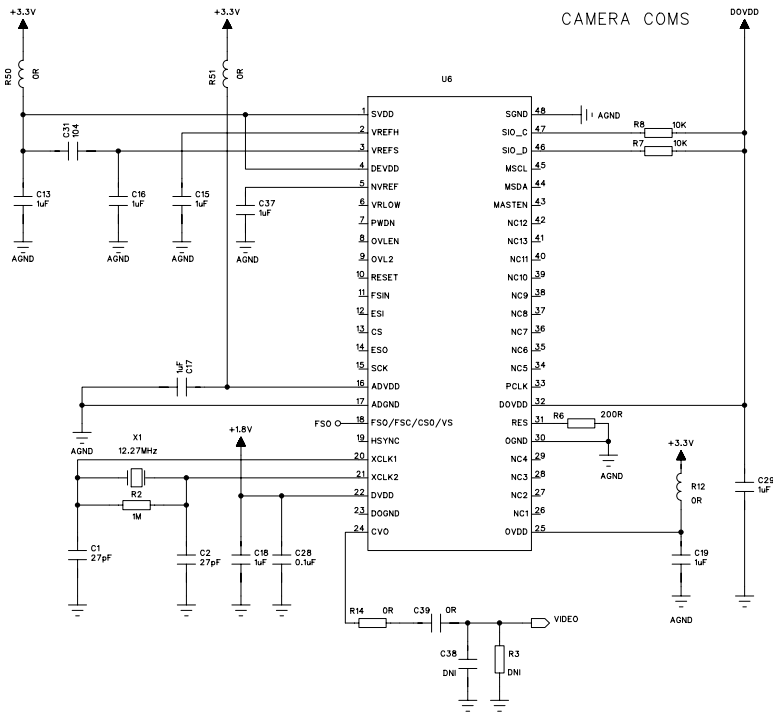 CAMERA COMS
+3.3V
+3.3V
DOVDD
R50
0R
R51
0R
U6
1 SVDD
2 VREFH
3 VREFS
4 DEVDD
5 NVREF
6 VRLOW
7 PWDN
8 OVLEN
9 OVL2
10 RESET
11 FSIN
12 ESI
13 CS
14 ESO
15 SCK
16 ADVDD
17 ADGND
18 FSO/FSC/CSO/VS
19 HSYNC
20 XCLK1
21 XCLK2
22 DVDD
23 DOGND
24 CVO
SGND 48
SIO_C 47
SIO_D 46
MSCL 45
MSDA 44
MASTEN 43
NC12 42
NC13 41
NC11 40
NC10 39
NC9 38
NC8 37
NC7 36
NC6 35
NC5 34
PCLK 33
DOVDD 32
RES 31
OGND 30
NC4 29
NC3 28
NC2 27
NC1 26
OVDD 25
AGND
R8 10K
R7 10K
C31
104
C13
1uF
C16
1uF
C15
1uF
C37
1uF
AGND
AGND
AGND
AGND
1uF
C17
AGND
FSO
R6 200R
AGND
X1
12.27MHz
R2
1M
C1
27pF
C2
27pF
+1.8V
C18
1uF
C28
0.1uF
+3.3V
R12
0R
C29
1uF
C19
1uF
AGND
R14 0R
C39 0R
VIDEO
C38
DNI
R3
DNI